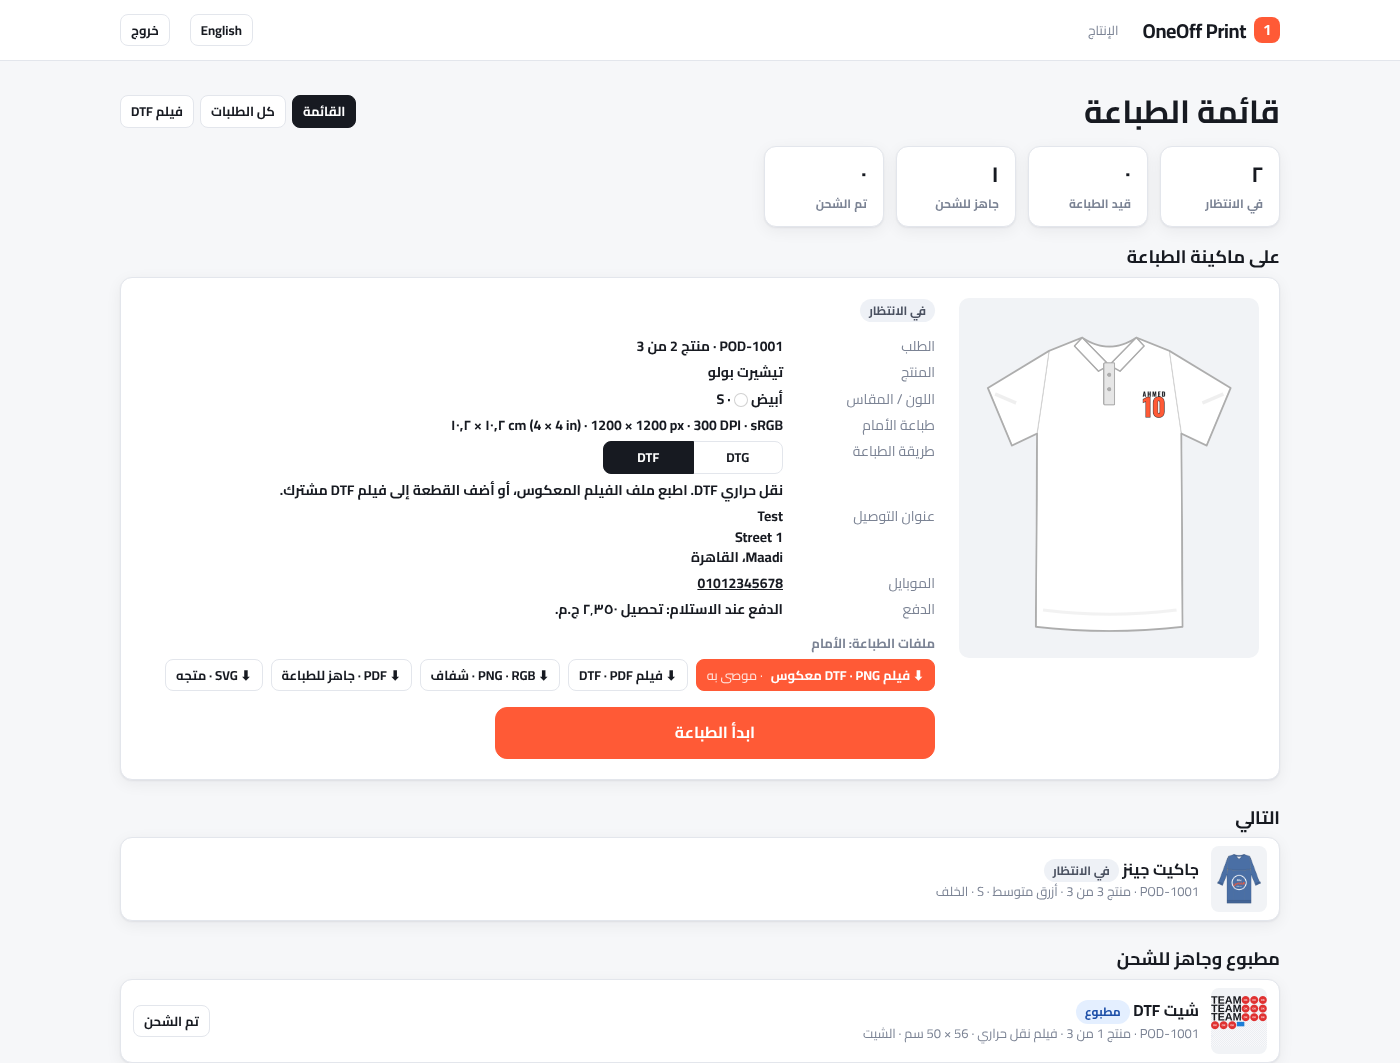 1 OneOff Print
الإنتاج
English
خروج
قائمة الطباعة
القائمة
كل الطلبات
فيلم DTF
٢
في الانتظار
٠
قيد الطباعة
١
جاهز للشحن
٠
تم الشحن
على ماكينة الطباعة
AHMED
10
في الانتظار
الطلب
POD-1001 · منتج 2 من 3
المنتج
تيشيرت بولو
اللون / المقاس
أبيض · S
طباعة الأمام
١٠٫٢ × ١٠٫٢ cm (4 × 4 in) · 1200 × 1200 px · 300 DPI · sRGB
طريقة الطباعة
DTG
DTF
نقل حراري DTF. اطبع ملف الفيلم المعكوس، أو أضف القطعة إلى فيلم DTF مشترك.
عنوان التوصيل
Test
Street 1
Maadi، القاهرة
الموبايل
01012345678
الدفع
الدفع عند الاستلام: تحصيل ٢٬٣٥٠ ج.م.
ملفات الطباعة: الأمام
⬇ فيلم DTF · PNG معكوس · موصى به
⬇ فيلم DTF · PDF
⬇ PNG · RGB · شفاف
⬇ PDF · جاهز للطباعة
⬇ SVG · متجه
ابدأ الطباعة
التالي
جاكيت جينز في الانتظار
POD-1001 · منتج 3 من 3 · أزرق متوسط · S · الخلف
مطبوع وجاهز للشحن
TEAM
TEAM
TEAM
شيت DTF مطبوع
POD-1001 · منتج 1 من 3 · فيلم نقل حراري · 56 × 50 سم · الشيت
تم الشحن